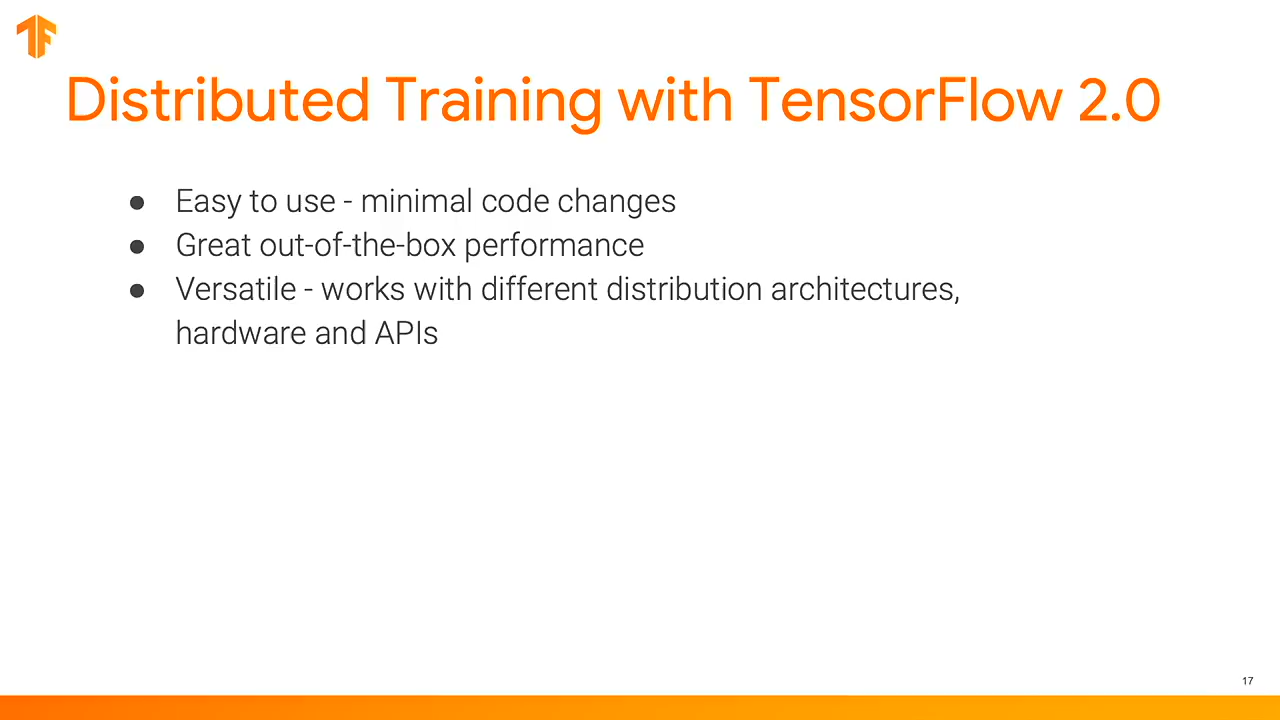 Distributed Training with TensorFlow 2.0
● Easy to use - minimal code changes
● Great out-of-the-box performance
● Versatile - works with different distribution architectures,
hardware and APIs
17